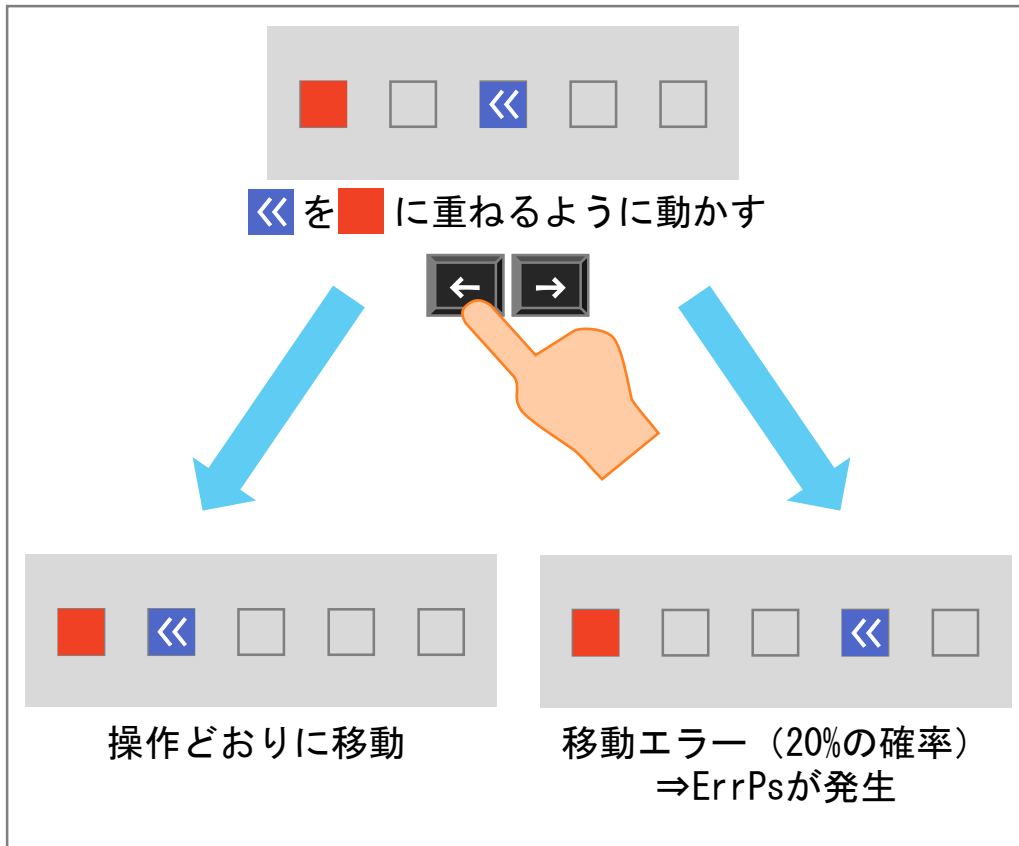 «を に重ねるように動かす
← →
操作どおりに移動
移動エラー（20%の確率）
⇒ErrPsが発生